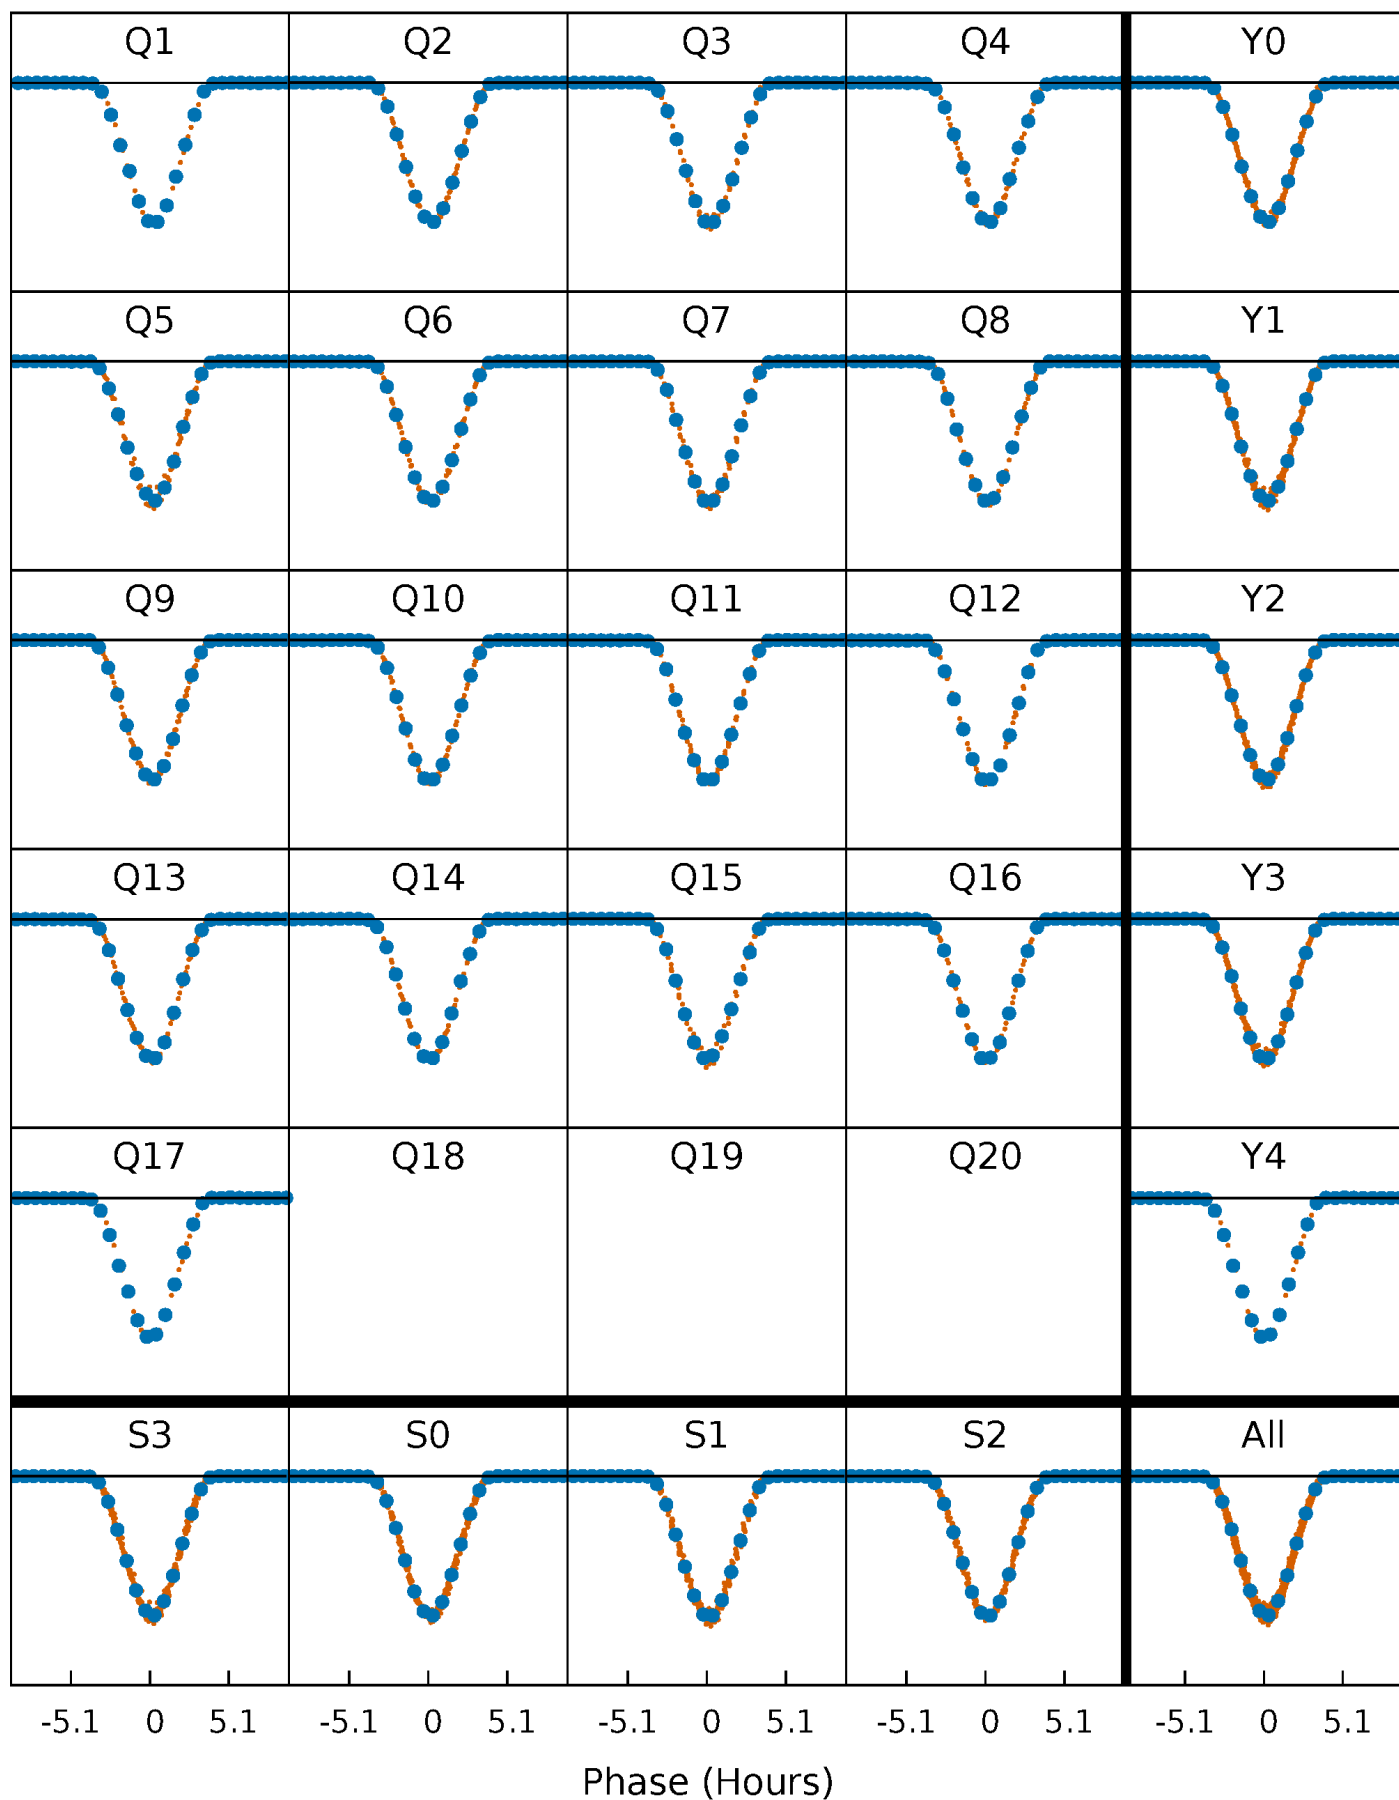 Q1 Q2 Q3 Q4 Y0
Q5 Q6 Q7 Q8 Y1
Q9 Q10 Q11 Q12 Y2
Q13 Q14 Q15 Q16 Y3
Q17 Q18 Q19 Q20 Y4
S3 S0 S1 S2 All
-5.1 0 5.1 -5.1 0 5.1 -5.1 0 5.1 -5.1 0 5.1 -5.1 0 5.1
Phase (Hours)